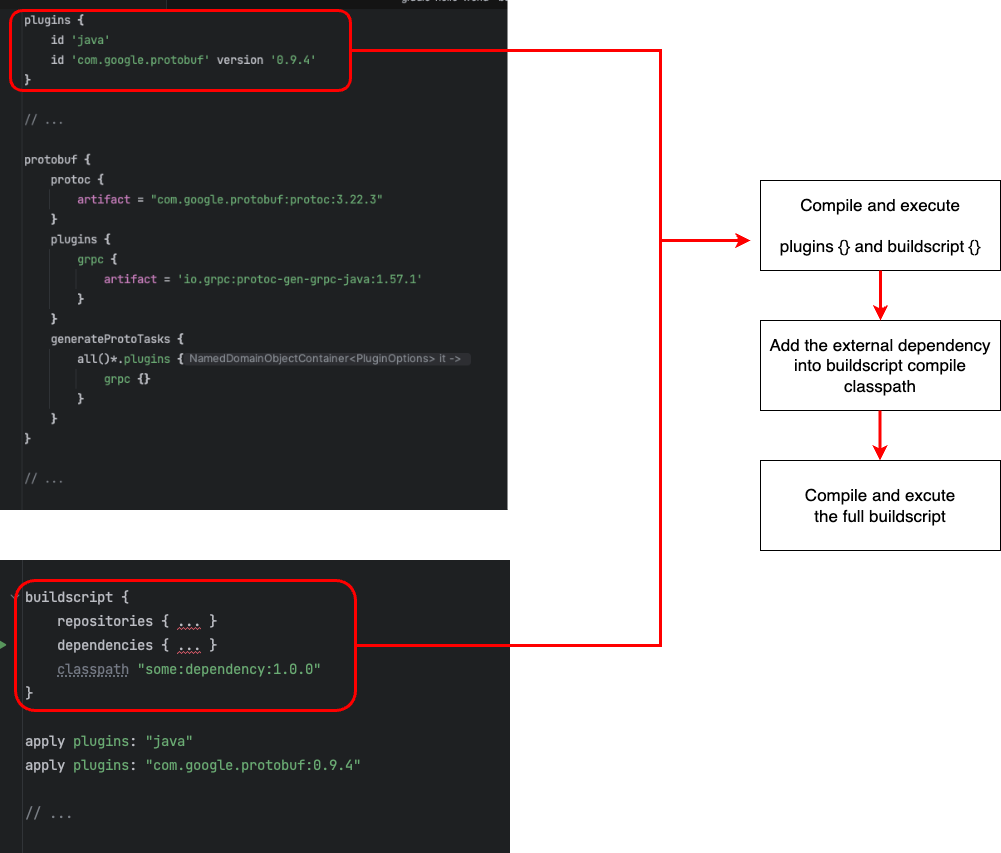 plugins {
id 'java'
id 'com.google.protobuf' version '0.9.4'
}
// ...
protobuf {
protoc {
artifact = "com.google.protobuf:protoc:3.22.3"
}
plugins {
grpc {
artifact = 'io.grpc:protoc-gen-grpc-java:1.57.1'
}
}
generateProtoTasks {
all()*.plugins { NamedDomainObjectContainer<PluginOptions> it ->
grpc {}
}
}
}
// ...
buildscript {
repositories { ... }
dependencies { ... }
classpath "some:dependency:1.0.0"
}
apply plugins: "java"
apply plugins: "com.google.protobuf:0.9.4"
// ...
Compile and execute
plugins {} and buildscript {}
Add the external dependency
into buildscript compile
classpath
Compile and excute
the full buildscript